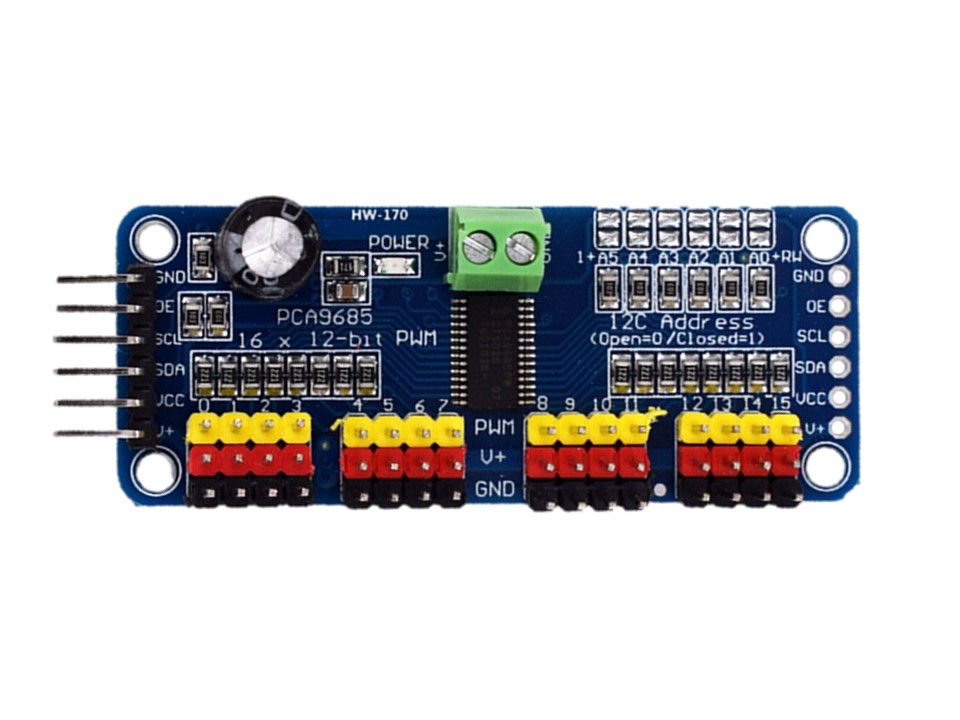 HW-170
POWER
V+
1+A5 A4 A3 A2 A1 A0+RW
GND
OE
SCL
SDA
VCC
V+
PCA9685
16 x 12-bit PWM
I2C Address
(Open=0/Closed=1)
GND
OE
SCL
SDA
VCC
V+
0 1 2 3 4 5 6 7 8 9 10 11 12 13 14 15
PWM
V+
GND